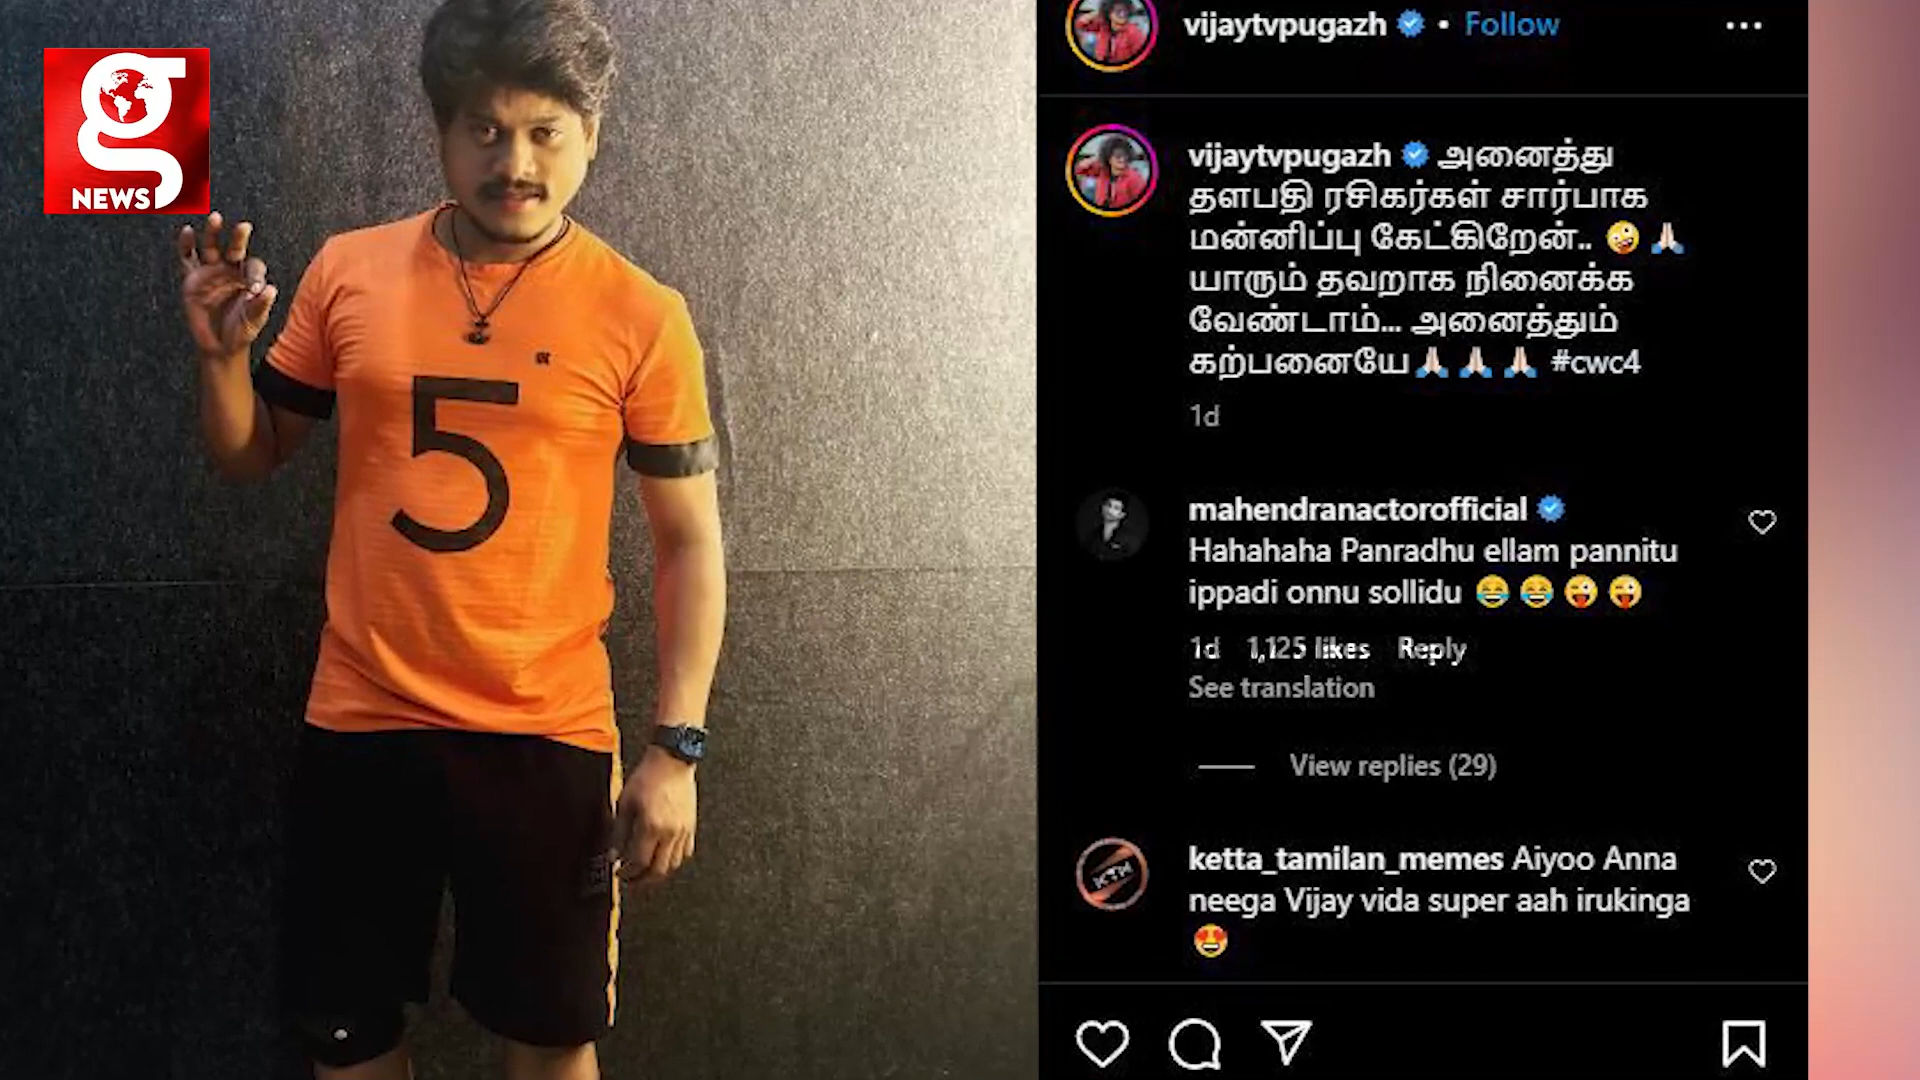 g
NEWS
5
vijaytvpugazh • Follow
vijaytvpugazh அனைத்து
தளபதி ரசிகர்கள் சார்பாக
மன்னிப்பு கேட்கிறேன்.. 🤪🙏🏻
யாரும் தவறாக நினைக்க
வேண்டாம்... அனைத்தும்
கற்பனையே🙏🏻🙏🏻🙏🏻 #cwc4
1d
mahendranactorofficial
Hahahaha Panradhu ellam pannitu
ippadi onnu sollidu 😂😂😜😜
1d 1,125 likes Reply
See translation
View replies (29)
ketta_tamilan_memes Aiyoo Anna
neega Vijay vida super aah irukinga
😍